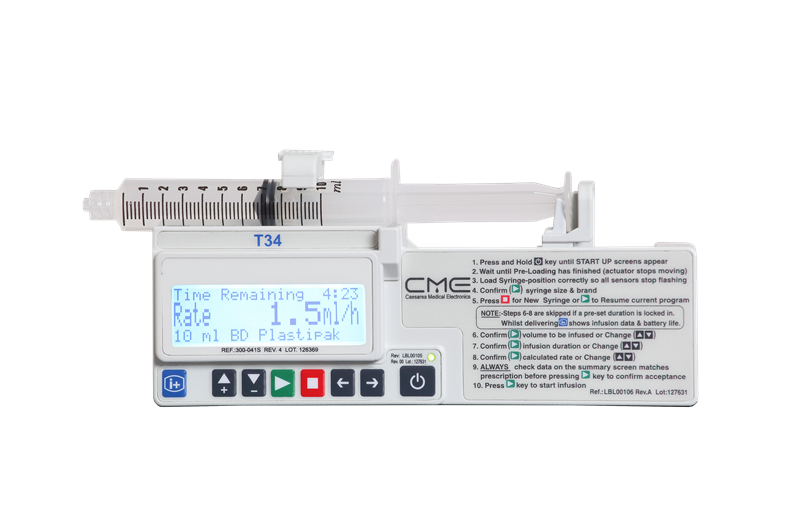 1 2 3 4 5 6 7 8 9 10 ml
T34
Time Remaining 4:23
Rate 1.5ml/h
10 ml BD Plastipak
REF.:300-041S REV. 4 LOT. 126369
Rev: LBL00105
Rev. 00 Lot: 127631
i+
+
−
CME
Caesarea Medical Electronics
1. Press and Hold key until START UP screens appear
2. Wait until Pre-Loading has finished (actuator stops moving)
3. Load Syringe-position correctly so all sensors stop flashing
4. Confirm ( ) syringe size & brand
5. Press for New Syringe or to Resume current program
NOTE:-Steps 6-8 are skipped if a pre-set duration is locked in.
Whilst delivering shows infusion data & battery life.
6. Confirm ( ) volume to be infused or Change ( )
7. Confirm ( ) infusion duration or Change ( )
8. Confirm ( ) calculated rate or Change ( )
9. ALWAYS check data on the summary screen matches
prescription before pressing key to confirm acceptance
10. Press key to start infusion
Ref.: LBL00106 Rev.A Lot:127631